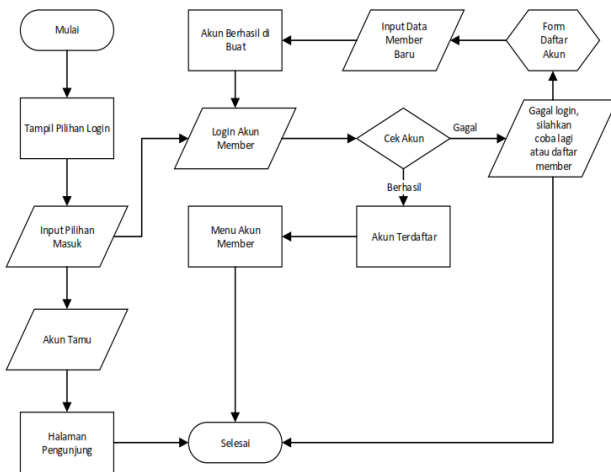 Mulai
Akun Berhasil di
Buat
Input Data
Member
Baru
Form
Daftar
Akun
Tampil Pilihan Login
Login Akun
Member
Cek Akun
Gagal
Gagal login,
silahkan
coba lagi
atau daftar
member
Berhasil
Input Pilihan
Masuk
Menu Akun
Member
Akun Terdaftar
Akun Tamu
Halaman
Pengunjung
Selesai